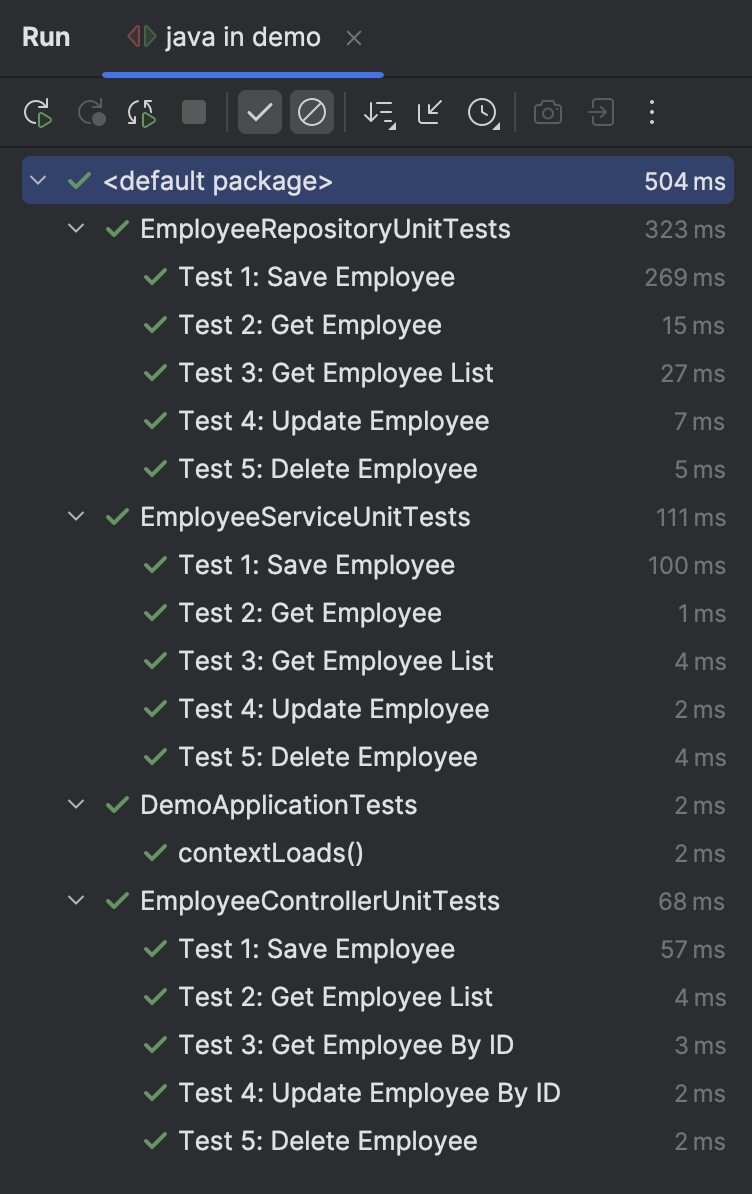 Run java in demo
<default package> 504 ms
EmployeeRepositoryUnitTests 323 ms
Test 1: Save Employee 269 ms
Test 2: Get Employee 15 ms
Test 3: Get Employee List 27 ms
Test 4: Update Employee 7 ms
Test 5: Delete Employee 5 ms
EmployeeServiceUnitTests 111 ms
Test 1: Save Employee 100 ms
Test 2: Get Employee 1 ms
Test 3: Get Employee List 4 ms
Test 4: Update Employee 2 ms
Test 5: Delete Employee 4 ms
DemoApplicationTests 2 ms
contextLoads() 2 ms
EmployeeControllerUnitTests 68 ms
Test 1: Save Employee 57 ms
Test 2: Get Employee List 4 ms
Test 3: Get Employee By ID 3 ms
Test 4: Update Employee By ID 2 ms
Test 5: Delete Employee 2 ms